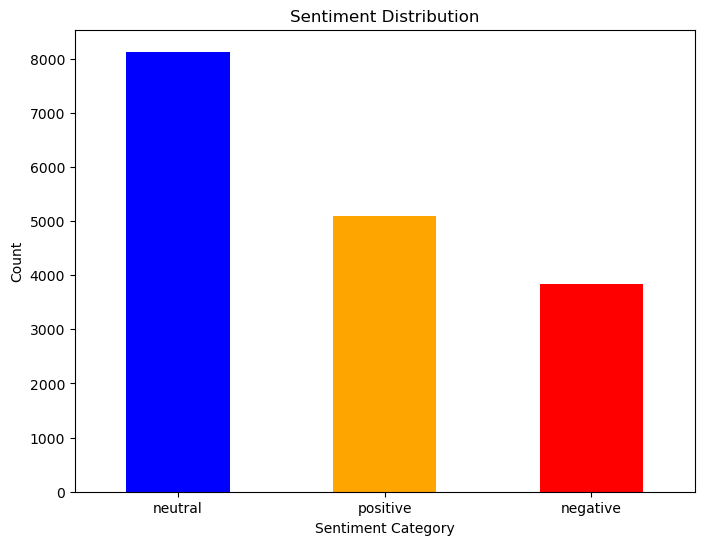 Sentiment Distribution
8000
7000
6000
5000
4000
3000
2000
1000
0
Count
neutral
positive
negative
Sentiment Category